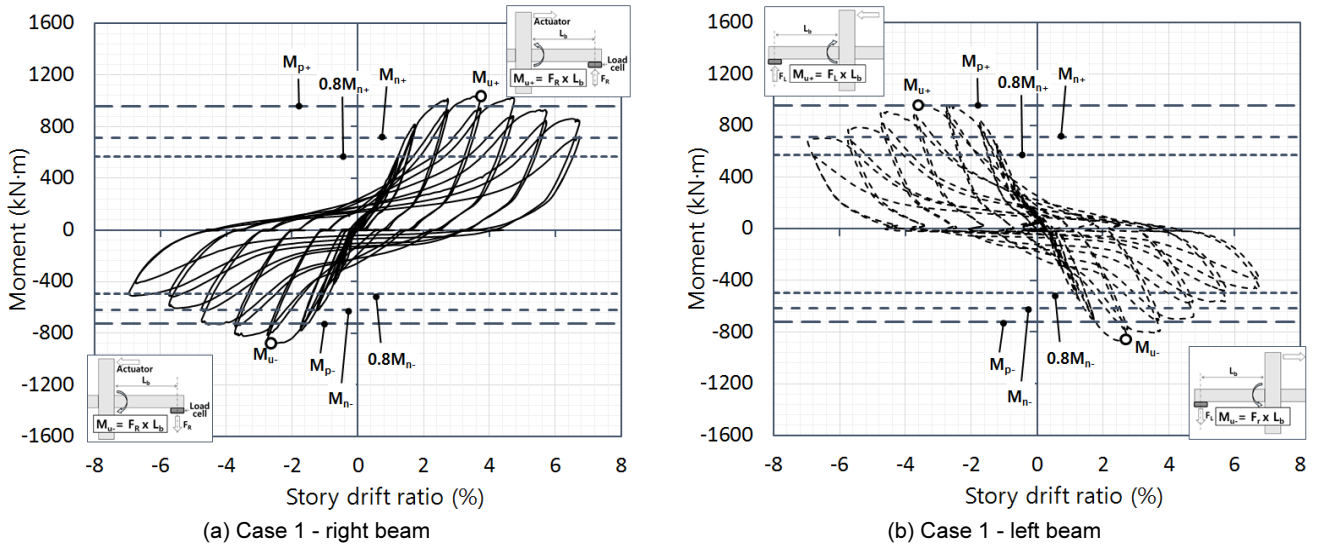 1600
1200
800
400
0
-400
-800
-1200
-1600
Moment (kN·m)
-8 -6 -4 -2 0 2 4 6 8
Story drift ratio (%)
Mp+
0.8Mn+
Mn+
Mu+
Mu-
Mp-
Mn-
0.8Mn-
Actuator
Lb
Load
cell
Mu+ = FR x Lb
FR
Actuator
Lb
Load
cell
Mu- = FR x Lb
FR
(a) Case 1 - right beam
1600
1200
800
400
0
-400
-800
-1200
-1600
Moment (kN·m)
-8 -6 -4 -2 0 2 4 6 8
Story drift ratio (%)
Lb
FL
Mu+ = FL x Lb
Mu+
Mp+
0.8Mn+
Mn+
Mp-
Mn-
0.8Mn-
Mu-
Lb
FL
Mu- = Fr x Lb
(b) Case 1 - left beam